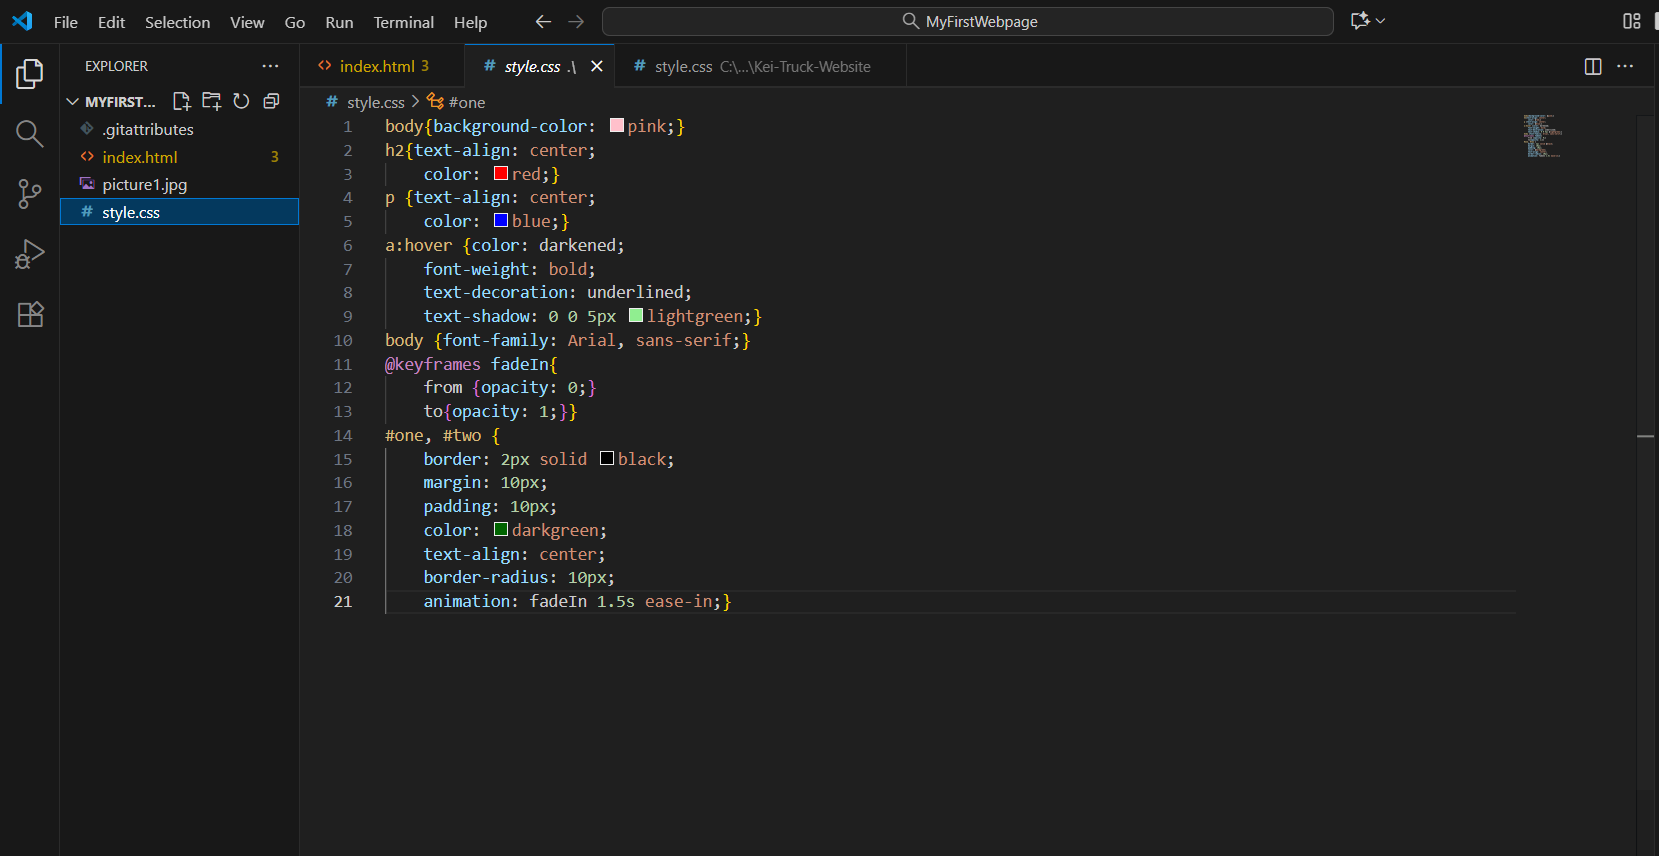 File Edit Selection View Go Run Terminal Help
MyFirstWebpage
EXPLORER
MYFIRST...
.gitattributes
index.html 3
picture1.jpg
style.css
index.html 3
style.css .\
style.css C:\...\Kei-Truck-Website
style.css > #one
1 body{background-color: pink;}
2 h2{text-align: center;
3 color: red;}
4 p {text-align: center;
5 color: blue;}
6 a:hover {color: darkened;
7 font-weight: bold;
8 text-decoration: underlined;
9 text-shadow: 0 0 5px lightgreen;}
10 body {font-family: Arial, sans-serif;}
11 @keyframes fadeIn{
12 from {opacity: 0;}
13 to{opacity: 1;}}
14 #one, #two {
15 border: 2px solid black;
16 margin: 10px;
17 padding: 10px;
18 color: darkgreen;
19 text-align: center;
20 border-radius: 10px;
21 animation: fadeIn 1.5s ease-in;}